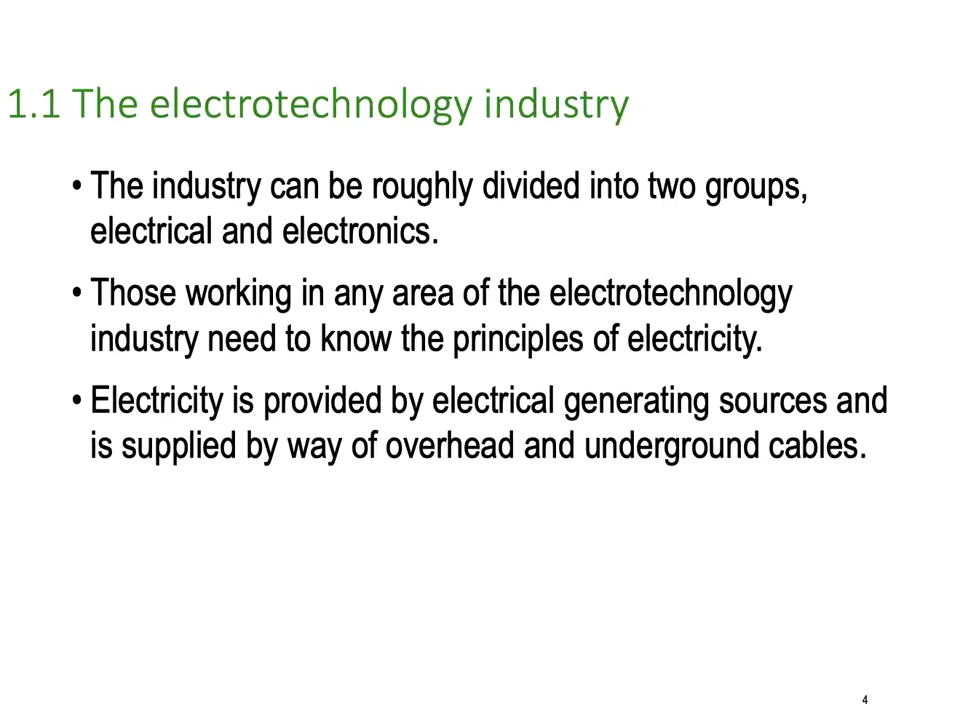 1.1 The electrotechnology industry
• The industry can be roughly divided into two groups,
electrical and electronics.
• Those working in any area of the electrotechnology
industry need to know the principles of electricity.
• Electricity is provided by electrical generating sources and
is supplied by way of overhead and underground cables.
4